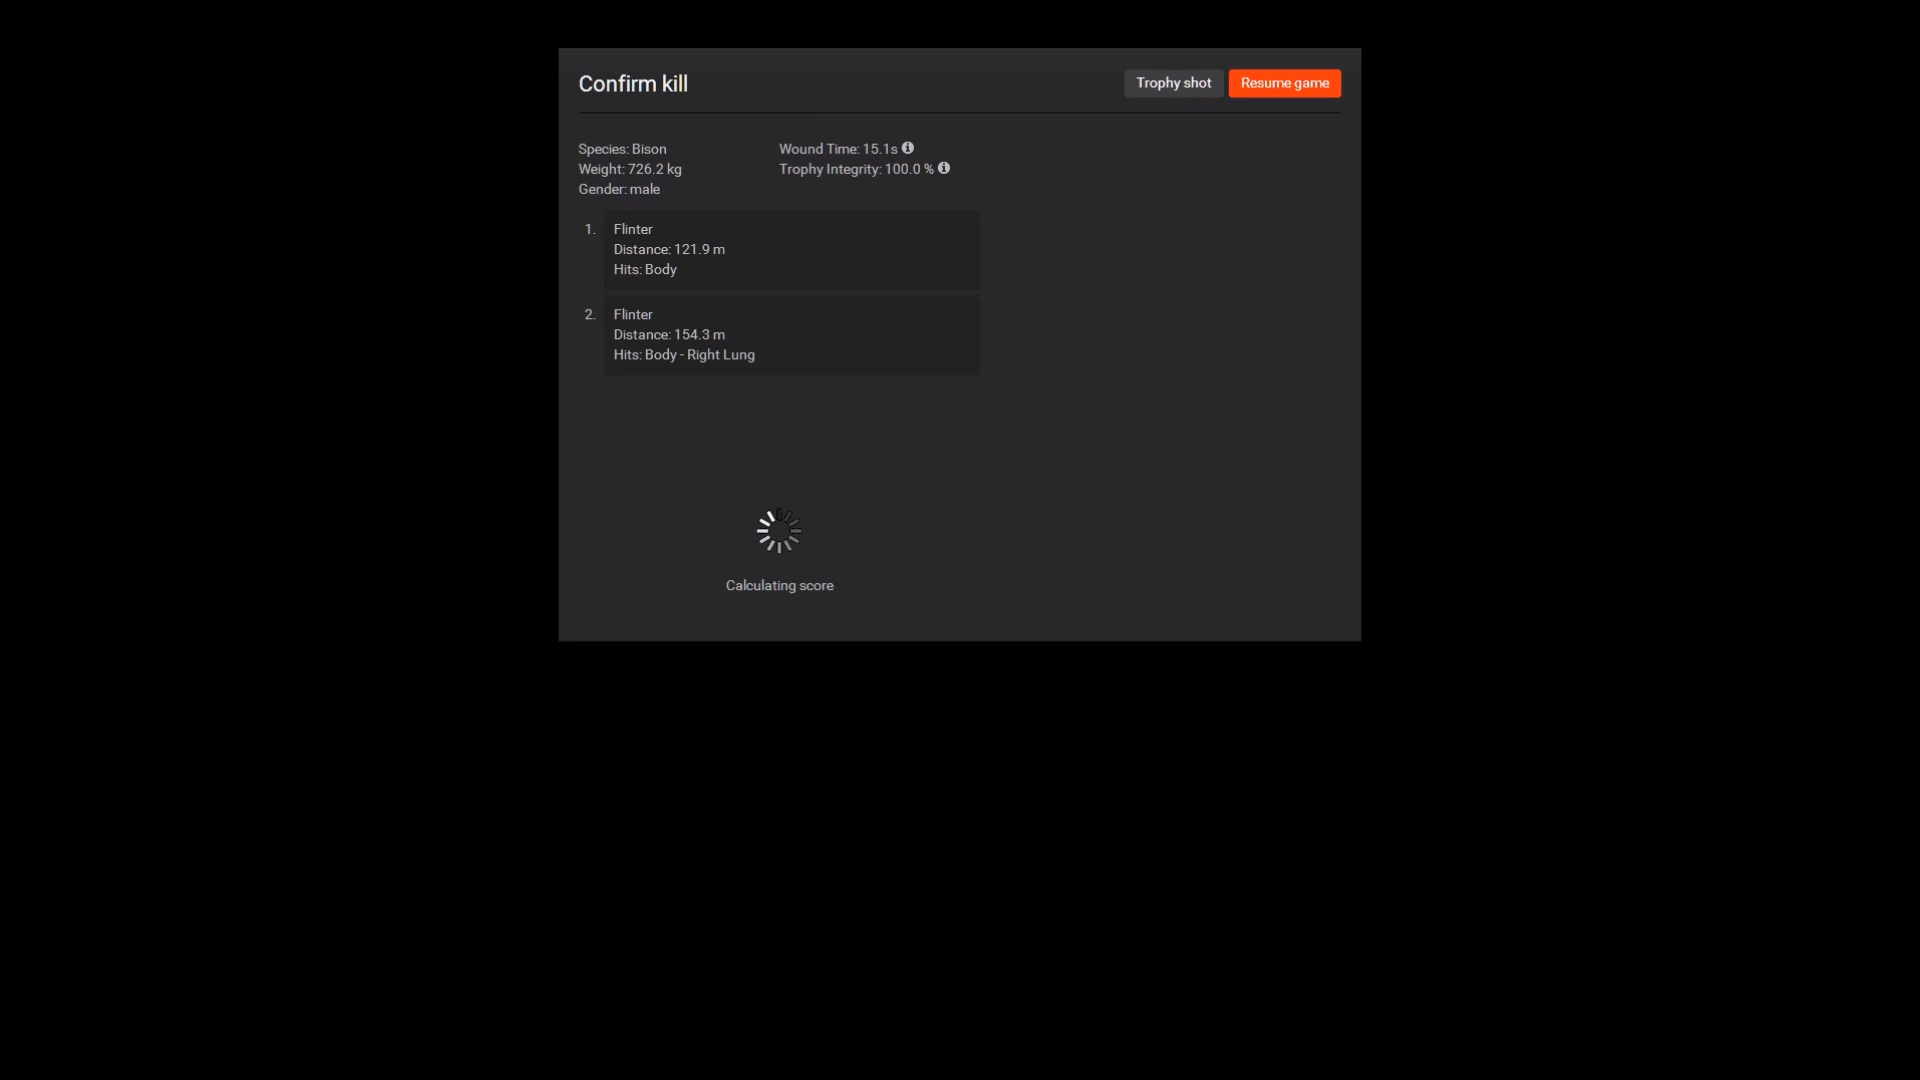 Confirm kill
Trophy shot
Resume game
Species: Bison
Weight: 726.2 kg
Gender: male
Wound Time: 15.1s
Trophy Integrity: 100.0 %
1.
Flinter
Distance: 121.9 m
Hits: Body
2.
Flinter
Distance: 154.3 m
Hits: Body - Right Lung
Calculating score